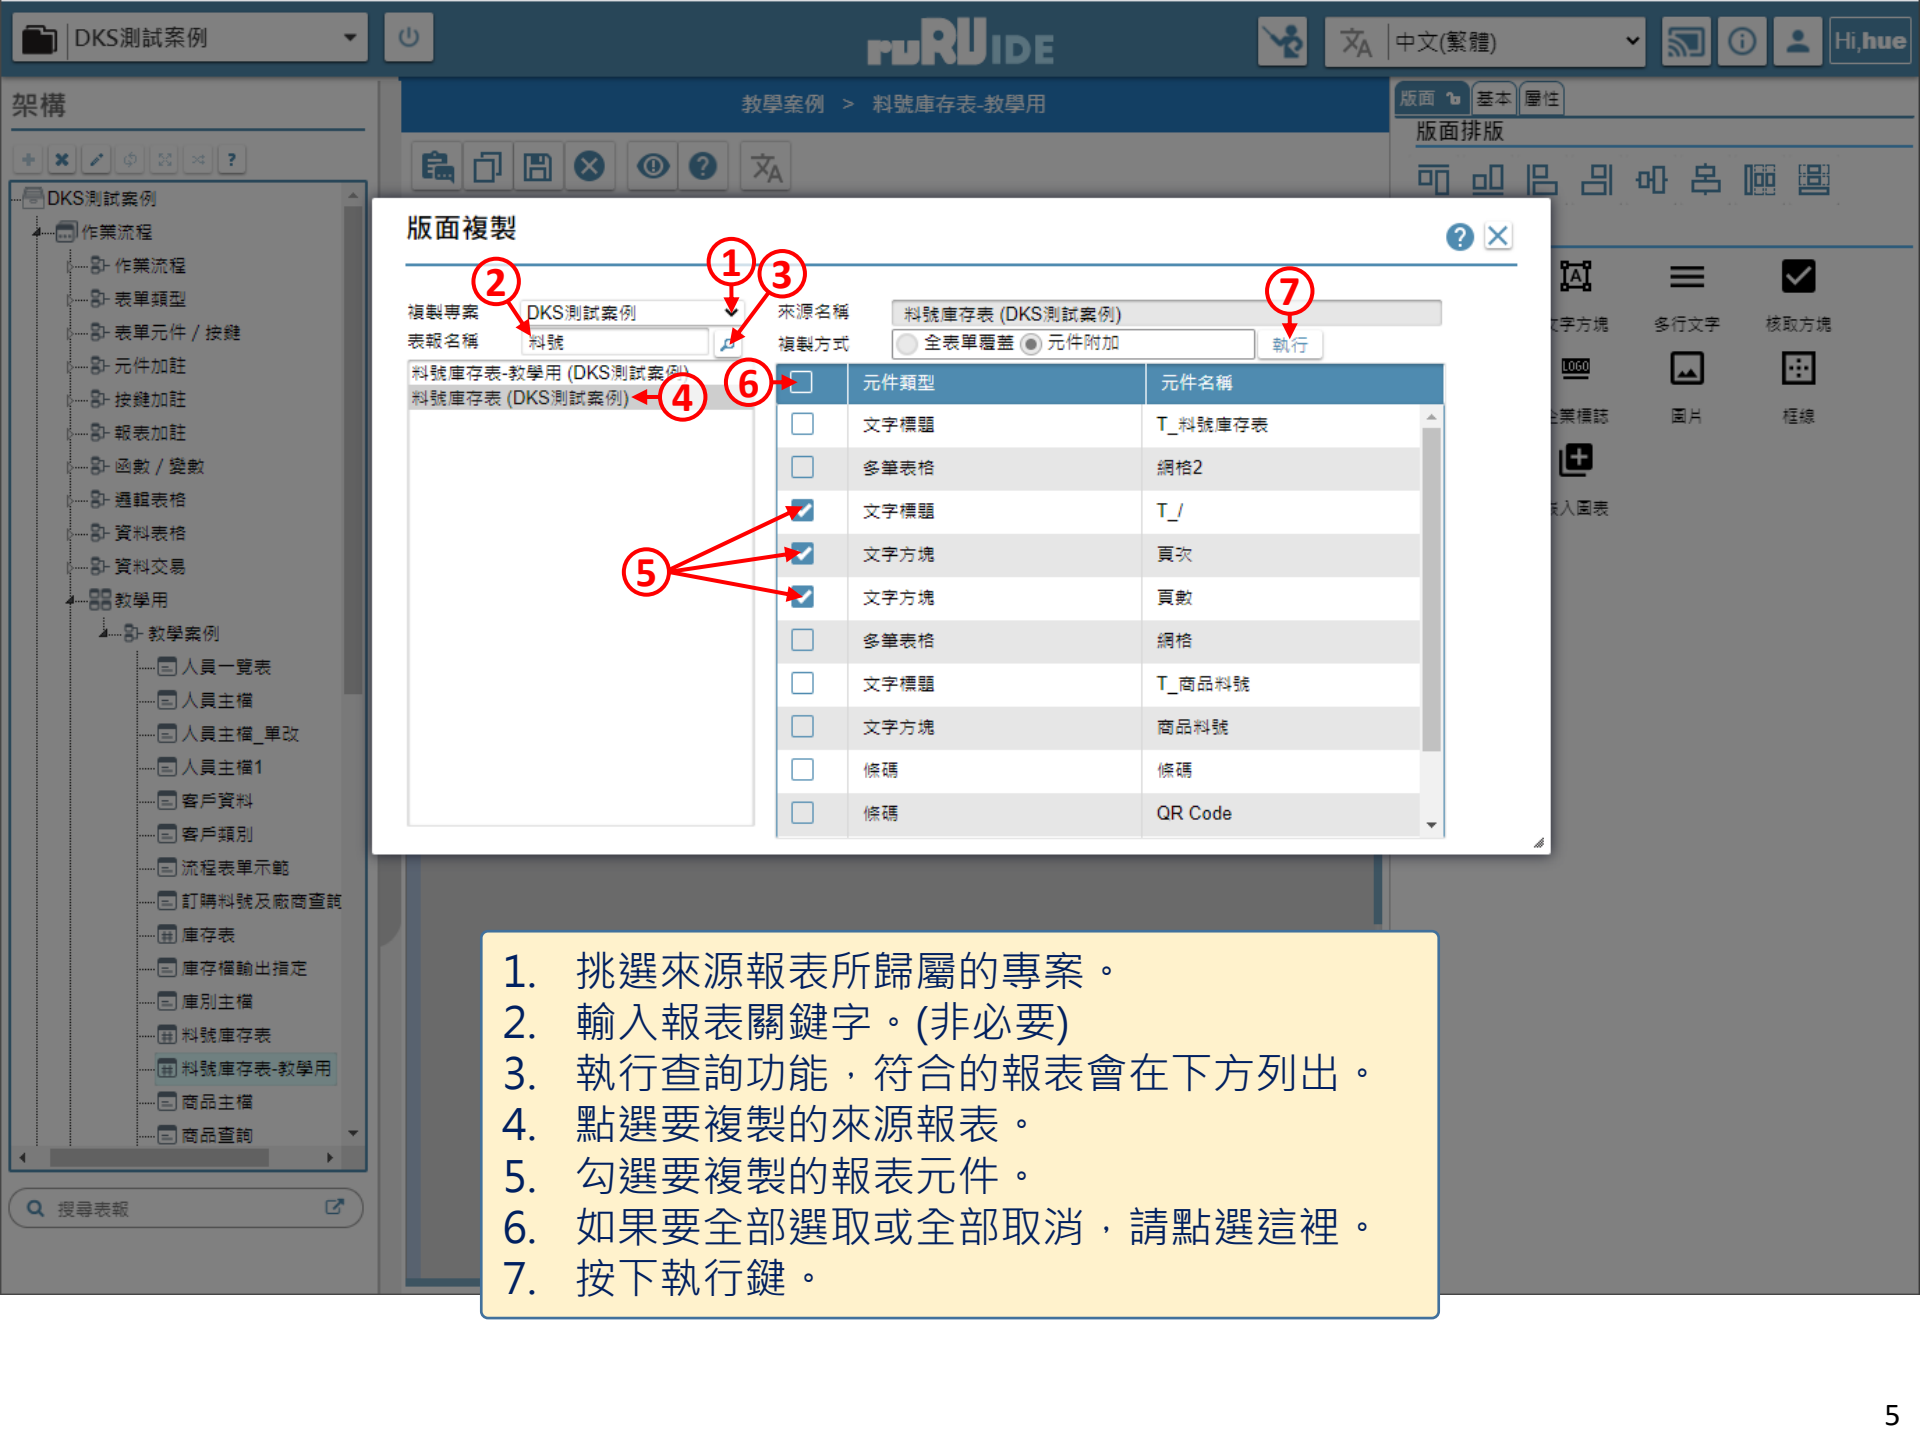 DKS測試案例
ruRUIDE
中文(繁體)
Hi,hue
架構
教學案例 > 料號庫存表-教學用
版面
基本
屬性
版面排版
DKS測試案例
作業流程
作業流程
表單類型
表單元件 / 按鍵
元件加註
按鍵加註
報表加註
函數 / 變數
邏輯表格
資料表格
資料交易
教學用
教學案例
人員一覽表
人員主檔
人員主檔_單改
人員主檔1
客戶資料
客戶類別
流程表單示範
訂購料號及廠商查詢
庫存表
庫存檔輸出指定
庫別主檔
料號庫存表
料號庫存表-教學用
商品主檔
商品查詢
搜尋表報
版面複製
1
2
3
7
複製專案
DKS測試案例
來源名稱
料號庫存表 (DKS測試案例)
表報名稱
料號
複製方式
全表單覆蓋
元件附加
執行
料號庫存表-教學用 (DKS測試案例)
料號庫存表 (DKS測試案例)
4
6
5
元件類型 元件名稱
文字標題 T_料號庫存表
多筆表格 網格2
文字標題 T_/
文字方塊 頁次
文字方塊 頁數
多筆表格 網格
文字標題 T_商品料號
文字方塊 商品料號
條碼 條碼
條碼 QR Code
字方塊
多行文字
核取方塊
LOGO
業標誌
圖片
框線
入圖表
1. 挑選來源報表所歸屬的專案。
2. 輸入報表關鍵字。(非必要)
3. 執行查詢功能，符合的報表會在下方列出。
4. 點選要複製的來源報表。
5. 勾選要複製的報表元件。
6. 如果要全部選取或全部取消，請點選這裡。
7. 按下執行鍵。
5